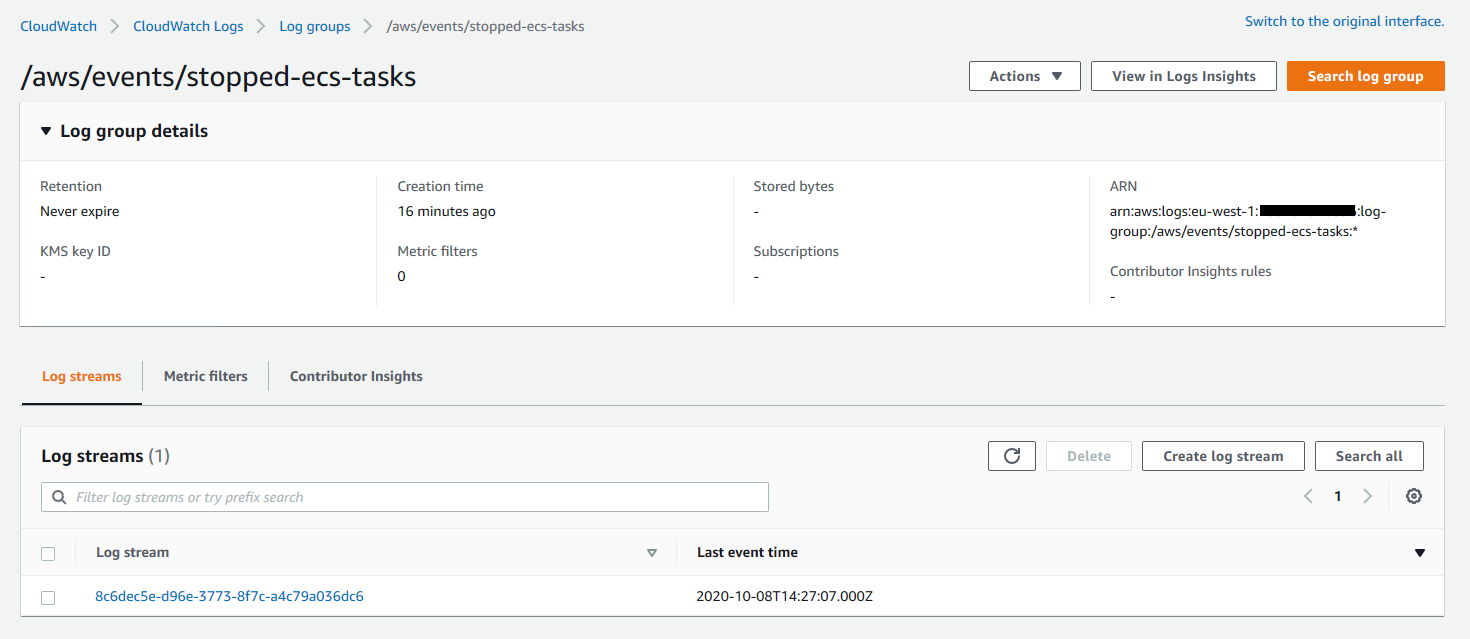 CloudWatch > CloudWatch Logs > Log groups > /aws/events/stopped-ecs-tasks
Switch to the original interface.
/aws/events/stopped-ecs-tasks
Actions
View in Logs Insights
Search log group
Log group details
Retention
Never expire
KMS key ID
-
Creation time
16 minutes ago
Metric filters
0
Stored bytes
-
Subscriptions
-
ARN
arn:aws:logs:eu-west-1: :log-
group:/aws/events/stopped-ecs-tasks:*
Contributor Insights rules
-
Log streams
Metric filters
Contributor Insights
Log streams (1)
Delete
Create log stream
Search all
Filter log streams or try prefix search
1
Log stream
Last event time
8c6dec5e-d96e-3773-8f7c-a4c79a036dc6
2020-10-08T14:27:07.000Z